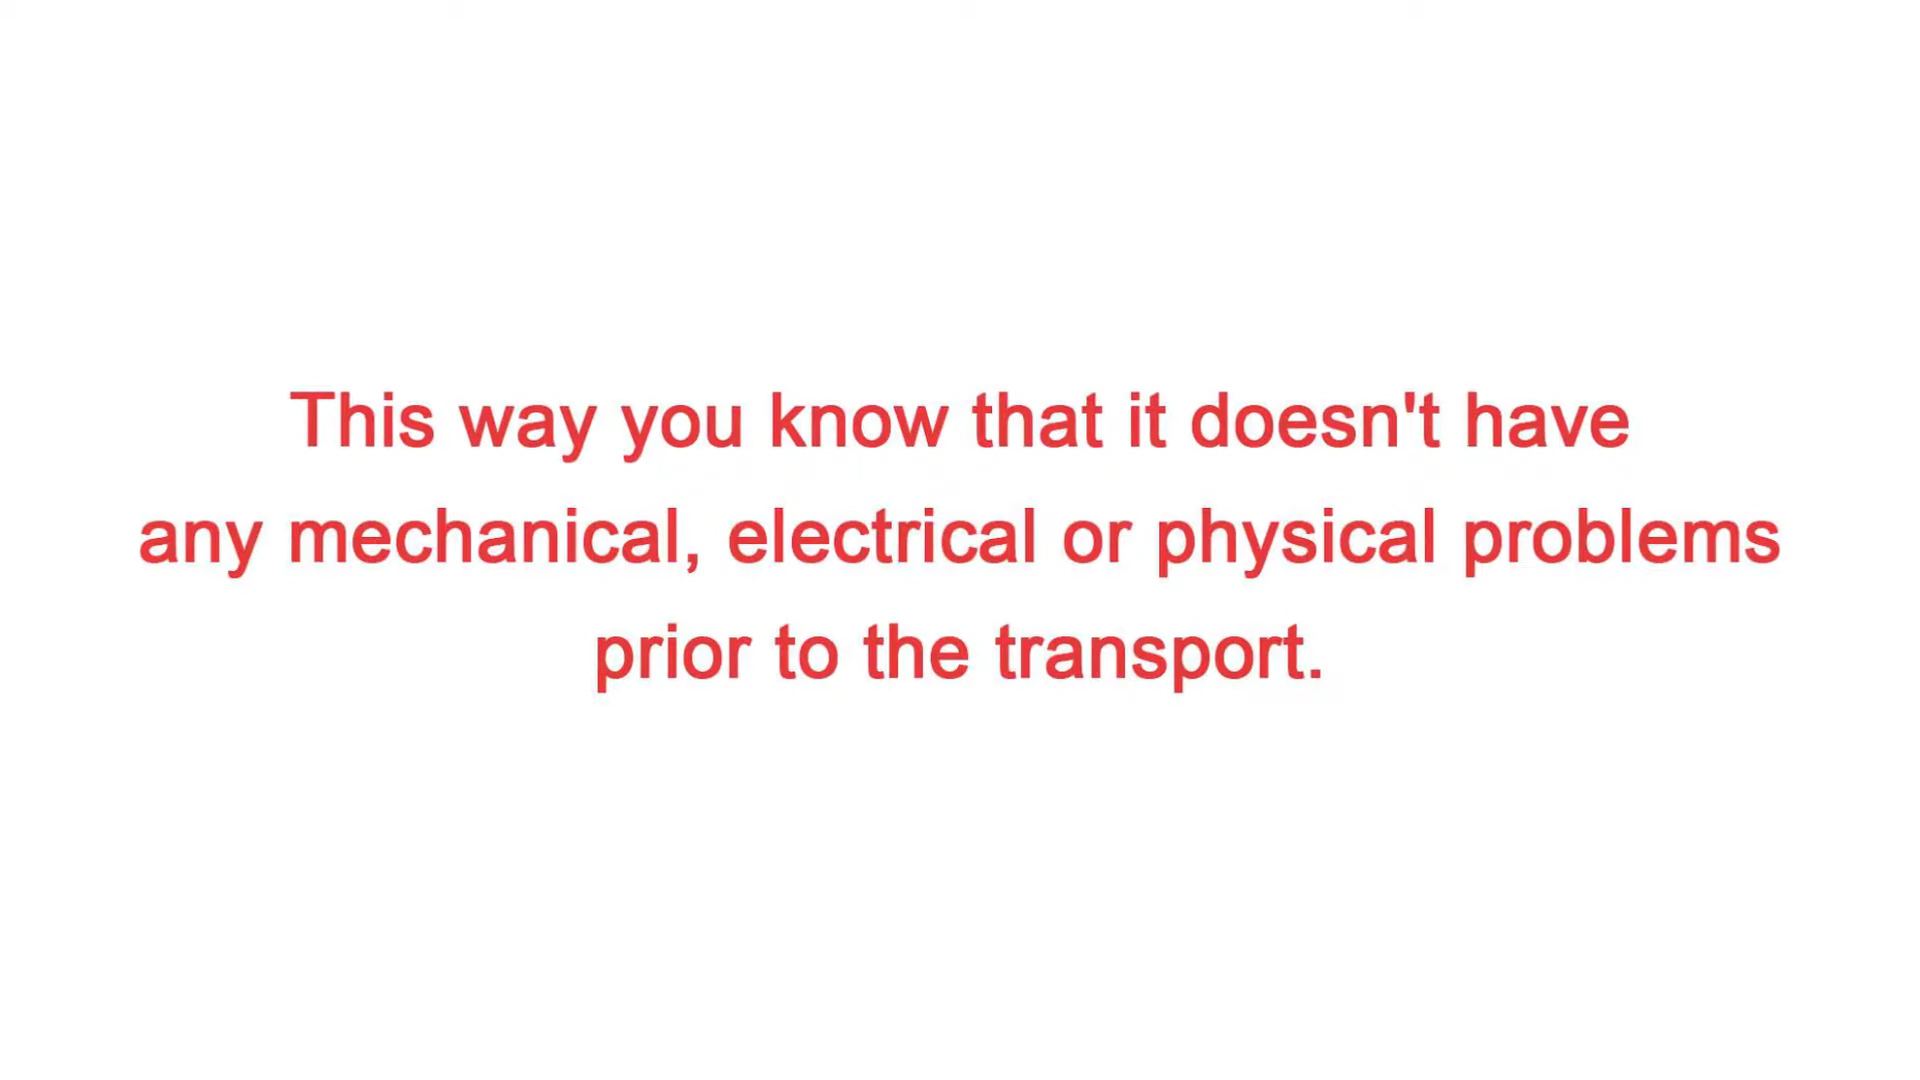 This way you know that it doesn't have
any mechanical, electrical or physical problems
prior to the transport.